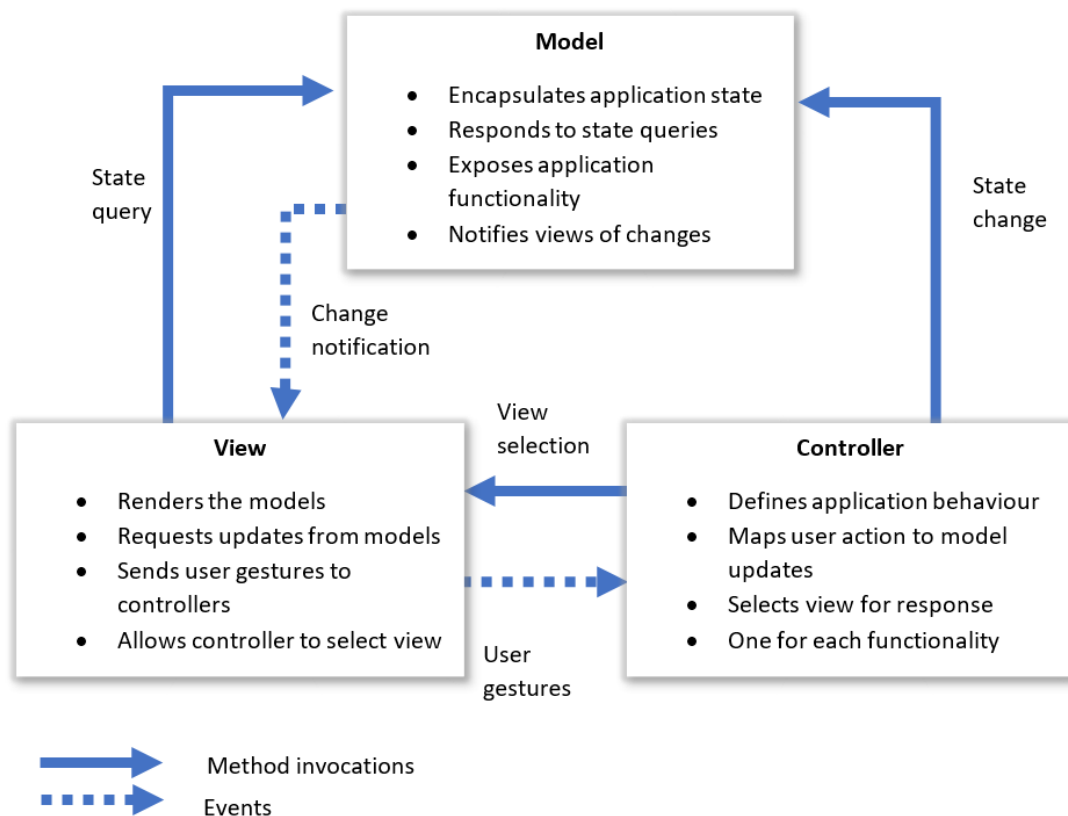 Model
• Encapsulates application state
• Responds to state queries
• Exposes application
functionality
• Notifies views of changes
State
query
State
change
Change
notification
View
selection
View
• Renders the models
• Requests updates from models
• Sends user gestures to
controllers
• Allows controller to select view
Controller
• Defines application behaviour
• Maps user action to model
updates
• Selects view for response
• One for each functionality
User
gestures
Method invocations
Events